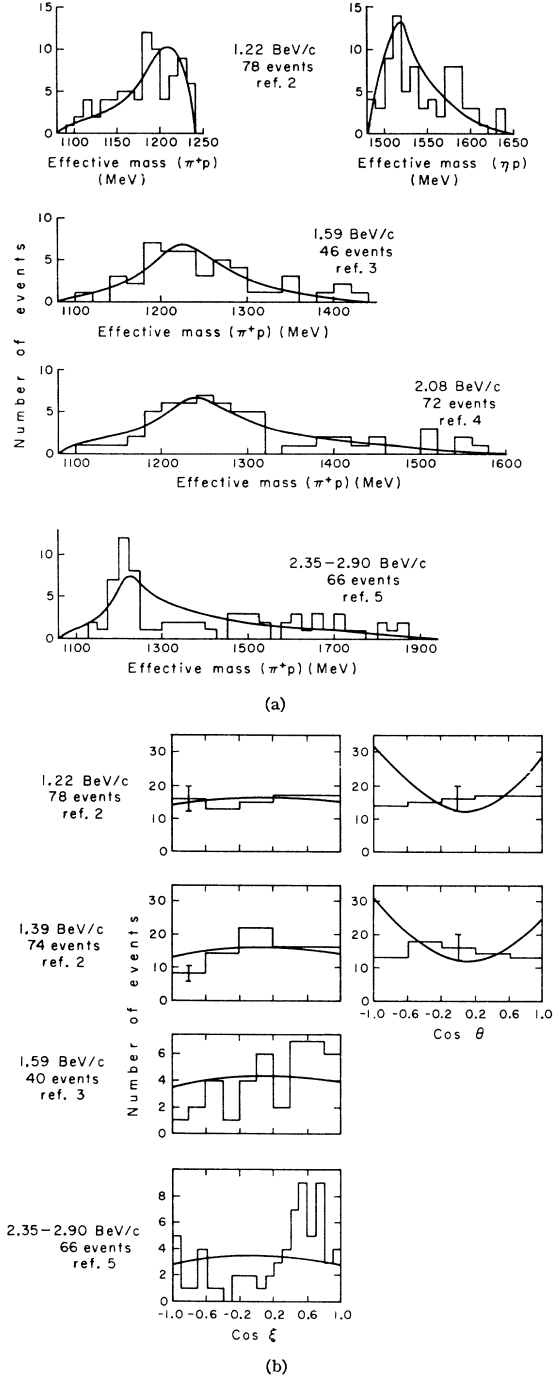 15
10
5
0
1100 1150 1200 1250
Effective mass (π⁺p)
(MeV)
1.22 BeV/c
78 events
ref. 2
15
10
5
0
1500 1550 1600 1650
Effective mass (ηp)
(MeV)
Number of events
10
5
0
1100 1200 1300 1400
Effective mass (π⁺p) (MeV)
1.59 BeV/c
46 events
ref. 3
10
5
0
1100 1200 1300 1400 1500 1600
Effective mass (π⁺p) (MeV)
2.08 BeV/c
72 events
ref. 4
10
5
0
1100 1300 1500 1700 1900
Effective mass (π⁺p) (MeV)
2.35–2.90 BeV/c
66 events
ref. 5
(a)
1.22 BeV/c
78 events
ref. 2
30
20
10
0
30
20
10
0
1.39 BeV/c
74 events
ref. 2
30
20
10
0
30
20
10
0
-1.0 -0.6 -0.2 0.2 0.6 1.0
Cos θ
Number of events
1.59 BeV/c
40 events
ref. 3
6
4
2
0
2.35–2.90 BeV/c
66 events
ref. 5
8
6
4
2
0
-1.0 -0.6 -0.2 0.2 0.6 1.0
Cos ξ
(b)